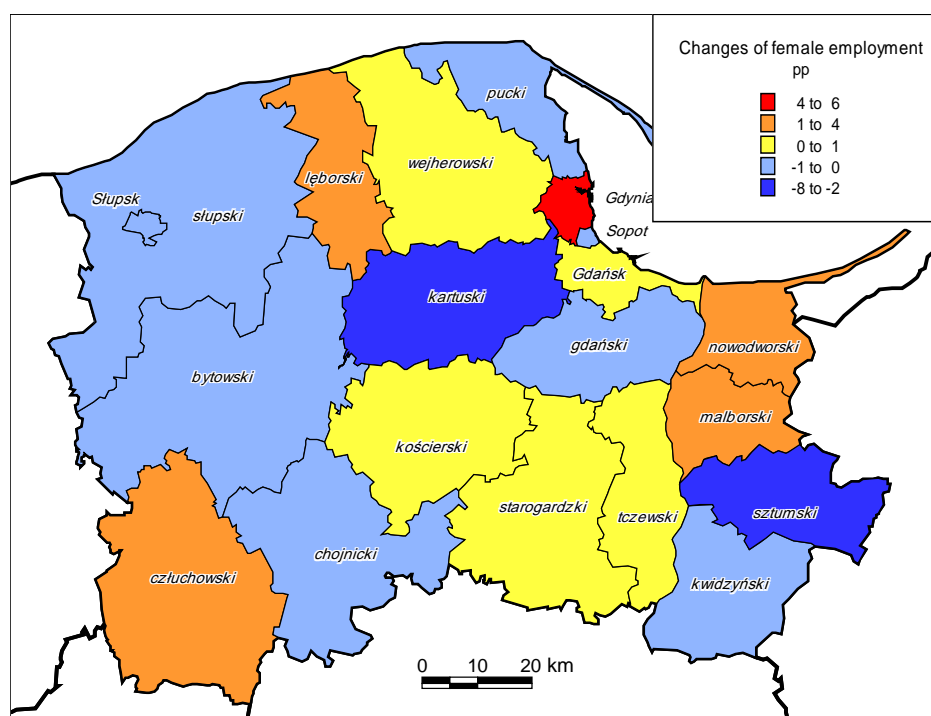 Changes of female employment
pp
4 to 6
1 to 4
0 to 1
-1 to 0
-8 to -2
pucki
wejherowski
lęborski
Słupsk
słupski
Gdynia
Sopot
Gdańsk
kartuski
gdański
nowodworski
bytowski
malborski
kościerski
starogardzki
tczewski
sztumski
chojnicki
człuchowski
kwidzyński
0 10 20 km